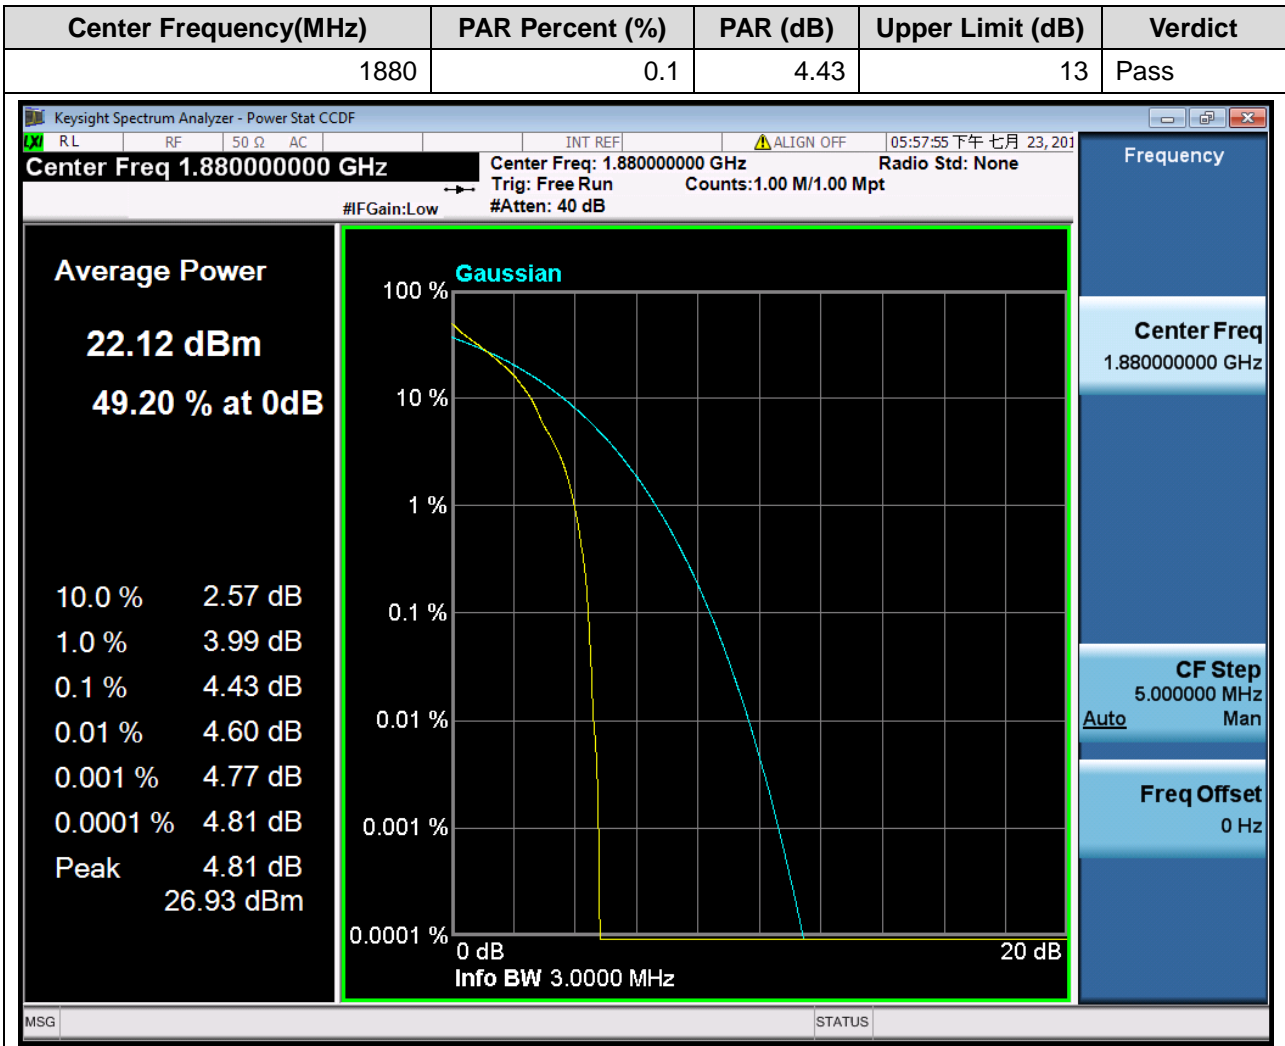 Center Frequency(MHz) PAR Percent (%) PAR (dB) Upper Limit (dB) Verdict
1880 0.1 4.43 13 Pass
Keysight Spectrum Analyzer - Power Stat CCDF
LXI RL RF 50 Ω AC INT REF ALIGN OFF 05:57:55 下午 七月 23, 201
Center Freq 1.880000000 GHz
Center Freq: 1.880000000 GHz Radio Std: None
Trig: Free Run Counts:1.00 M/1.00 Mpt
#IFGain:Low #Atten: 40 dB
Average Power
22.12 dBm
49.20 % at 0dB
10.0 % 2.57 dB
1.0 % 3.99 dB
0.1 % 4.43 dB
0.01 % 4.60 dB
0.001 % 4.77 dB
0.0001 % 4.81 dB
Peak 4.81 dB
26.93 dBm
Gaussian
100 %
10 %
1 %
0.1 %
0.01 %
0.001 %
0.0001 %
0 dB 20 dB
Info BW 3.0000 MHz
Frequency
Center Freq
1.880000000 GHz
CF Step
5.000000 MHz
Auto Man
Freq Offset
0 Hz
MSG STATUS